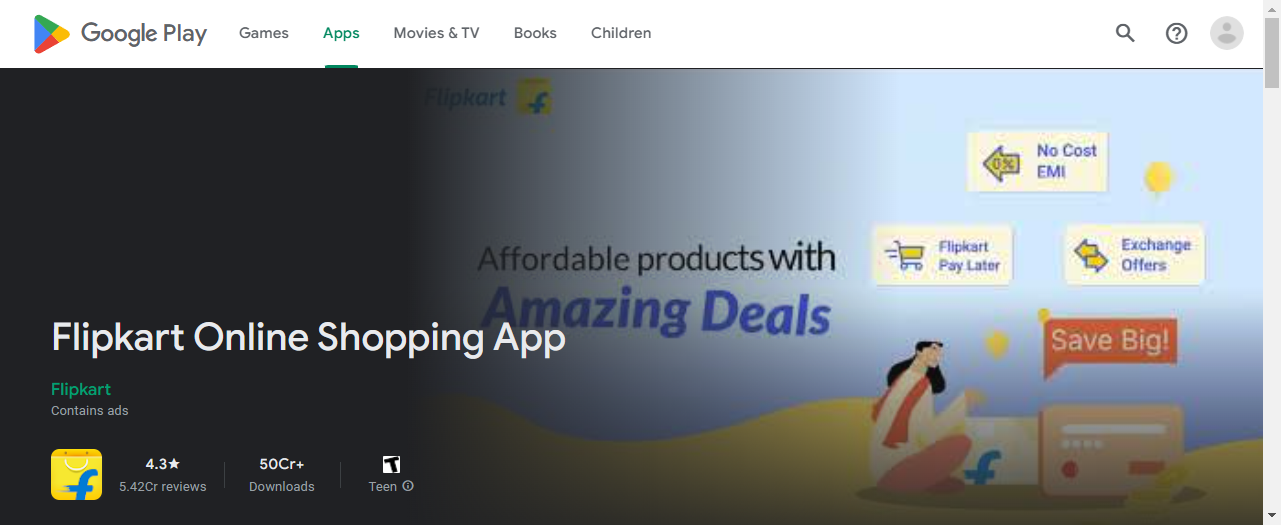 Google Play Games Apps Movies & TV Books Children
Flipkart
No Cost
EMI
Flipkart
Pay Later
Exchange
Offers
Affordable products with
Amazing Deals
Save Big!
0%
Flipkart Online Shopping App
Flipkart
Contains ads
4.3★ 50Cr+ T
5.42Cr reviews Downloads Teen